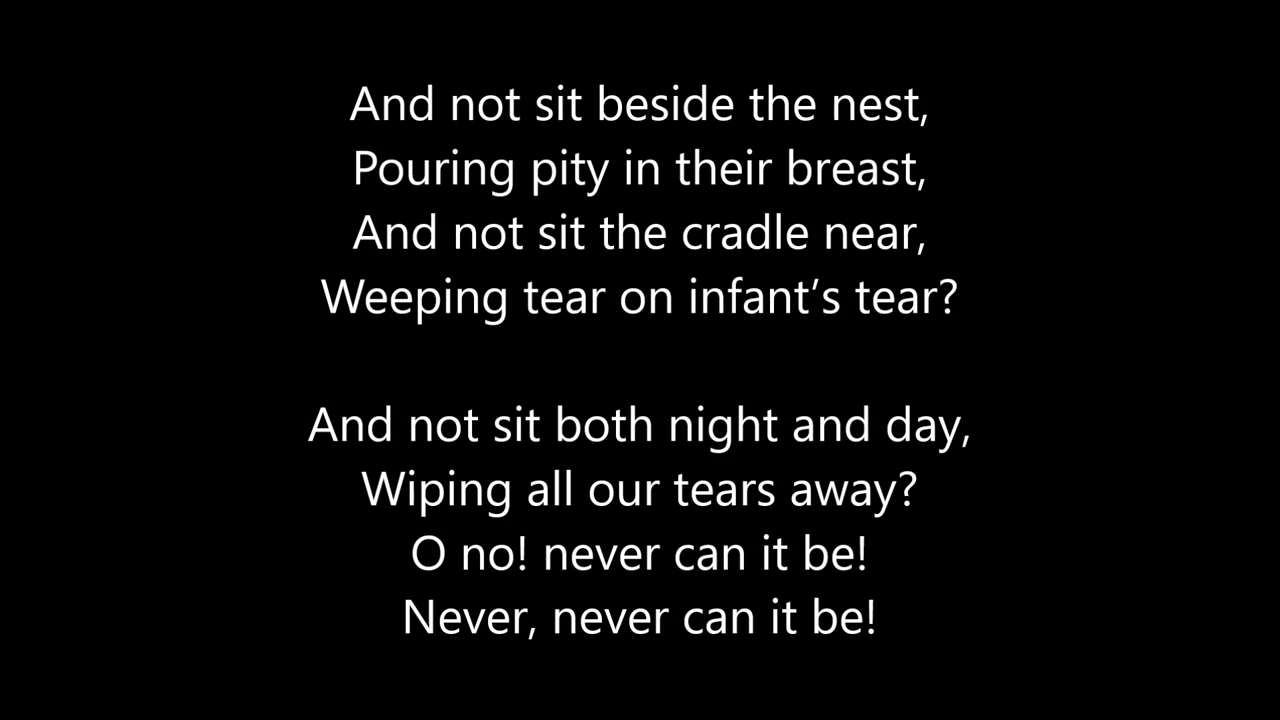 And not sit beside the nest,
Pouring pity in their breast,
And not sit the cradle near,
Weeping tear on infant’s tear?
And not sit both night and day,
Wiping all our tears away?
O no! never can it be!
Never, never can it be!